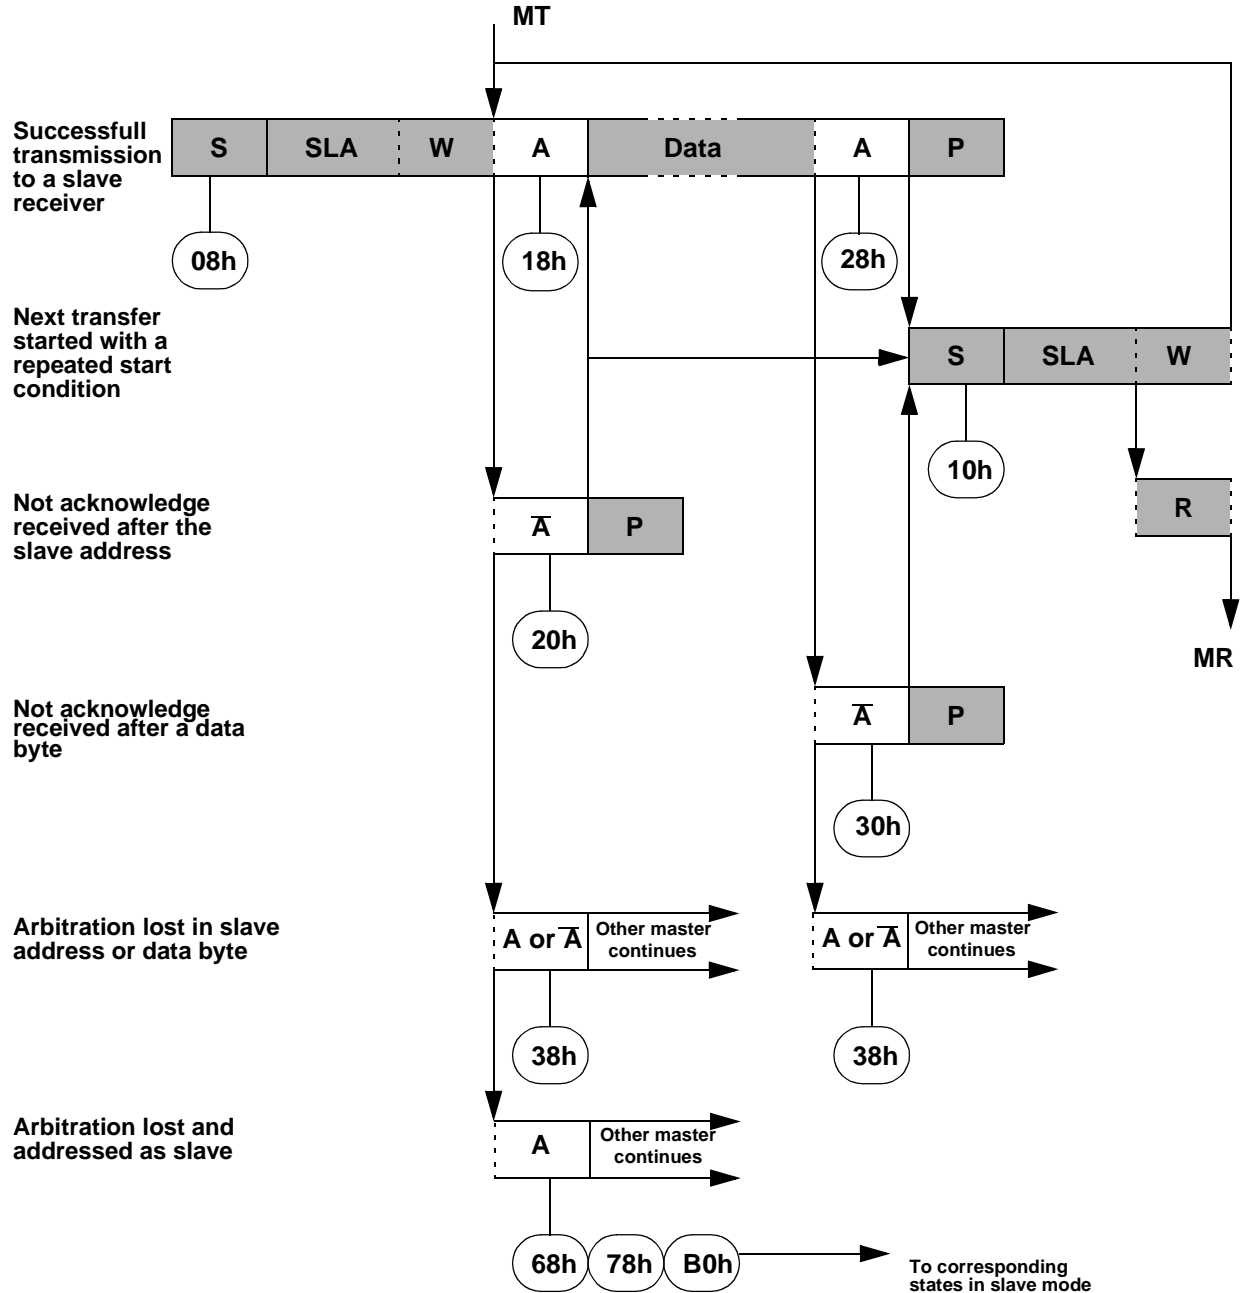 MT
Successfull
transmission
to a slave
receiver
S SLA W A Data A P
08h 18h 28h
Next transfer
started with a
repeated start
condition
S SLA W
10h
Not acknowledge
received after the
slave address
A̅ P
R
20h
MR
Not acknowledge
received after a data
byte
A̅ P
30h
Arbitration lost in slave
address or data byte
A or A̅
Other master
continues
A or A̅
Other master
continues
38h 38h
Arbitration lost and
addressed as slave
A
Other master
continues
68h 78h B0h
To corresponding
states in slave mode